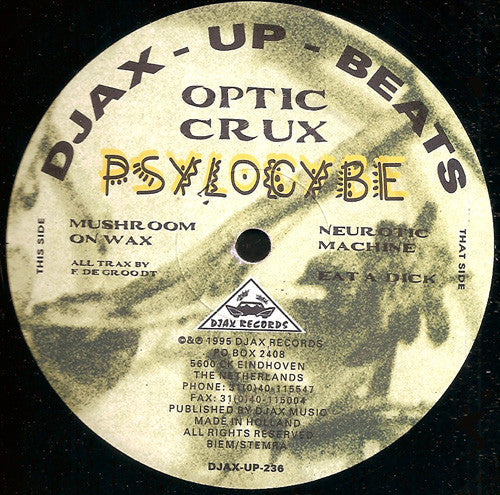 DJAX - UP - BEATS
OPTIC
CRUX
PSYLOCYBE
THIS SIDE
MUSHROOM
ON WAX
ALL TRAX BY
F. DE GROODT
NEUROTIC
MACHINE
EAT A DICK
THAT SIDE
DJAX RECORDS
©&℗ 1995 DJAX RECORDS
PO BOX 2408
5600 CK EINDHOVEN
THE NETHERLANDS
PHONE: 31(0)40-115547
FAX: 31(0)40-115004
PUBLISHED BY DJAX MUSIC
MADE IN HOLLAND
ALL RIGHTS RESERVED
BIEM/STEMRA
DJAX-UP-236